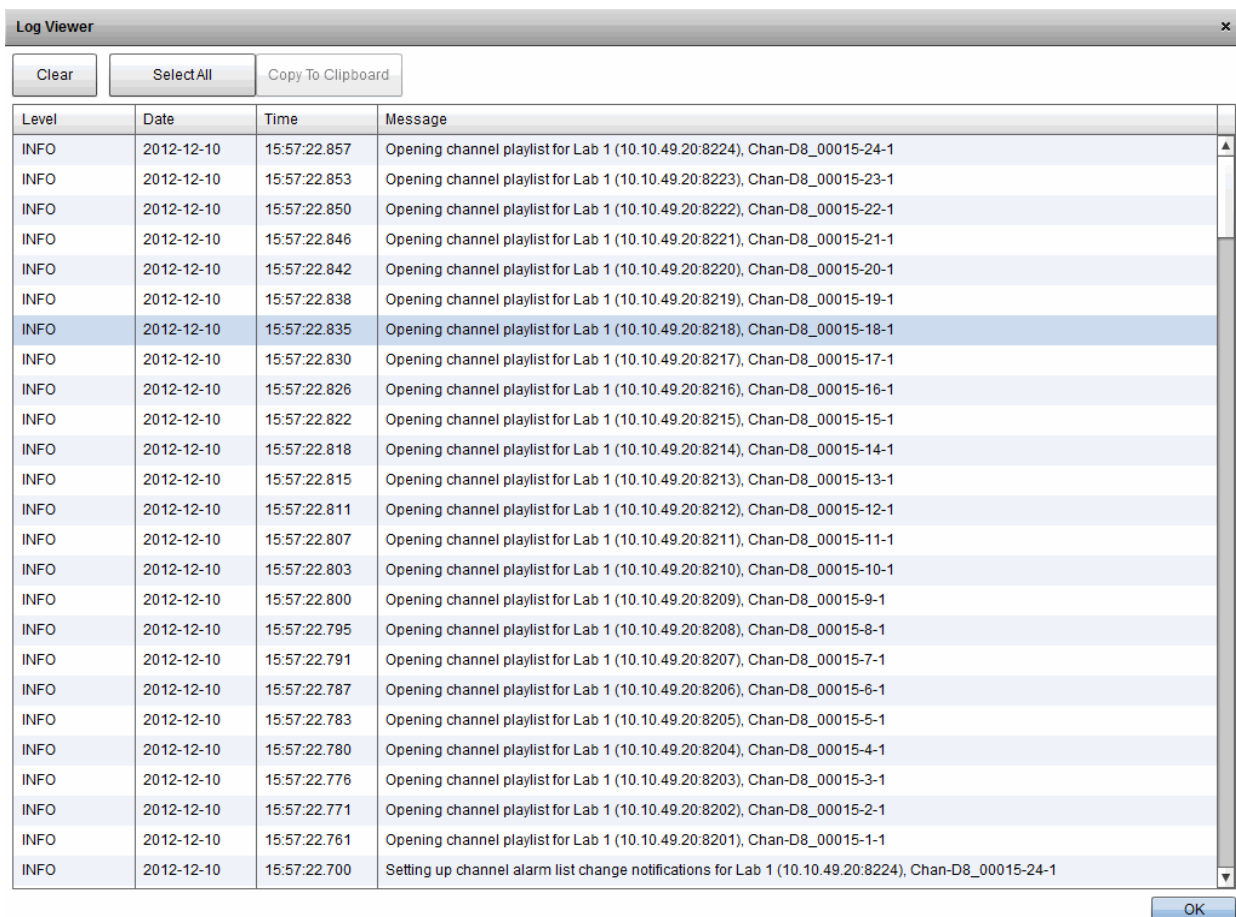 Log Viewer
Clear Select All Copy To Clipboard
Level Date Time Message
INFO 2012-12-10 15:57:22.857 Opening channel playlist for Lab 1 (10.10.49.20:8224), Chan-D8_00015-24-1
INFO 2012-12-10 15:57:22.853 Opening channel playlist for Lab 1 (10.10.49.20:8223), Chan-D8_00015-23-1
INFO 2012-12-10 15:57:22.850 Opening channel playlist for Lab 1 (10.10.49.20:8222), Chan-D8_00015-22-1
INFO 2012-12-10 15:57:22.846 Opening channel playlist for Lab 1 (10.10.49.20:8221), Chan-D8_00015-21-1
INFO 2012-12-10 15:57:22.842 Opening channel playlist for Lab 1 (10.10.49.20:8220), Chan-D8_00015-20-1
INFO 2012-12-10 15:57:22.838 Opening channel playlist for Lab 1 (10.10.49.20:8219), Chan-D8_00015-19-1
INFO 2012-12-10 15:57:22.835 Opening channel playlist for Lab 1 (10.10.49.20:8218), Chan-D8_00015-18-1
INFO 2012-12-10 15:57:22.830 Opening channel playlist for Lab 1 (10.10.49.20:8217), Chan-D8_00015-17-1
INFO 2012-12-10 15:57:22.826 Opening channel playlist for Lab 1 (10.10.49.20:8216), Chan-D8_00015-16-1
INFO 2012-12-10 15:57:22.822 Opening channel playlist for Lab 1 (10.10.49.20:8215), Chan-D8_00015-15-1
INFO 2012-12-10 15:57:22.818 Opening channel playlist for Lab 1 (10.10.49.20:8214), Chan-D8_00015-14-1
INFO 2012-12-10 15:57:22.815 Opening channel playlist for Lab 1 (10.10.49.20:8213), Chan-D8_00015-13-1
INFO 2012-12-10 15:57:22.811 Opening channel playlist for Lab 1 (10.10.49.20:8212), Chan-D8_00015-12-1
INFO 2012-12-10 15:57:22.807 Opening channel playlist for Lab 1 (10.10.49.20:8211), Chan-D8_00015-11-1
INFO 2012-12-10 15:57:22.803 Opening channel playlist for Lab 1 (10.10.49.20:8210), Chan-D8_00015-10-1
INFO 2012-12-10 15:57:22.800 Opening channel playlist for Lab 1 (10.10.49.20:8209), Chan-D8_00015-9-1
INFO 2012-12-10 15:57:22.795 Opening channel playlist for Lab 1 (10.10.49.20:8208), Chan-D8_00015-8-1
INFO 2012-12-10 15:57:22.791 Opening channel playlist for Lab 1 (10.10.49.20:8207), Chan-D8_00015-7-1
INFO 2012-12-10 15:57:22.787 Opening channel playlist for Lab 1 (10.10.49.20:8206), Chan-D8_00015-6-1
INFO 2012-12-10 15:57:22.783 Opening channel playlist for Lab 1 (10.10.49.20:8205), Chan-D8_00015-5-1
INFO 2012-12-10 15:57:22.780 Opening channel playlist for Lab 1 (10.10.49.20:8204), Chan-D8_00015-4-1
INFO 2012-12-10 15:57:22.776 Opening channel playlist for Lab 1 (10.10.49.20:8203), Chan-D8_00015-3-1
INFO 2012-12-10 15:57:22.771 Opening channel playlist for Lab 1 (10.10.49.20:8202), Chan-D8_00015-2-1
INFO 2012-12-10 15:57:22.761 Opening channel playlist for Lab 1 (10.10.49.20:8201), Chan-D8_00015-1-1
INFO 2012-12-10 15:57:22.700 Setting up channel alarm list change notifications for Lab 1 (10.10.49.20:8224), Chan-D8_00015-24-1
OK